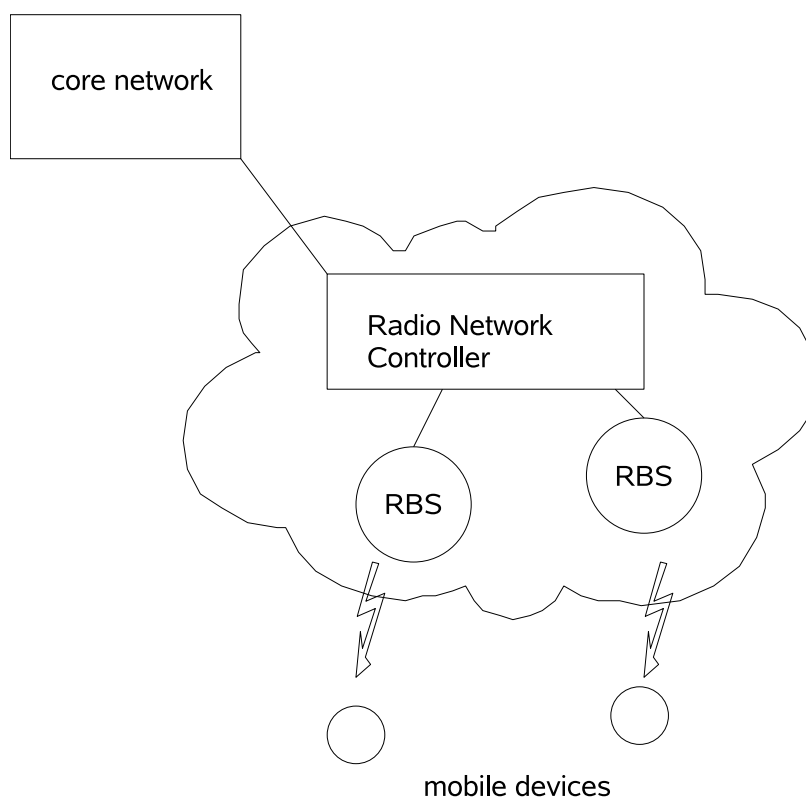 core network
Radio Network
Controller
RBS
RBS
mobile devices